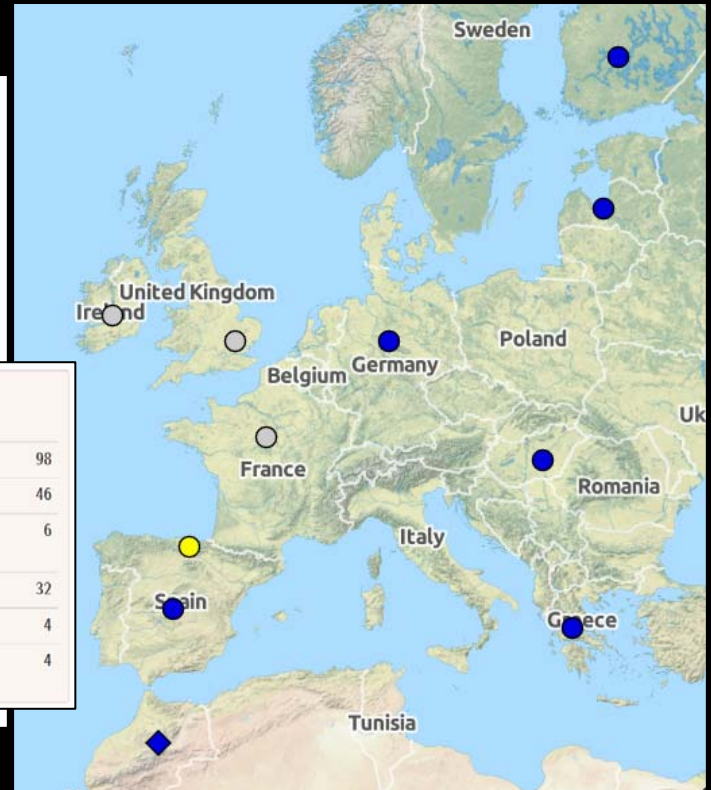 Sweden
United Kingdom
Ireland
Poland
Belgium
Germany
Uk
France
Romania
Italy
Spain
Greece
Tunisia
98
46
6
32
4
4